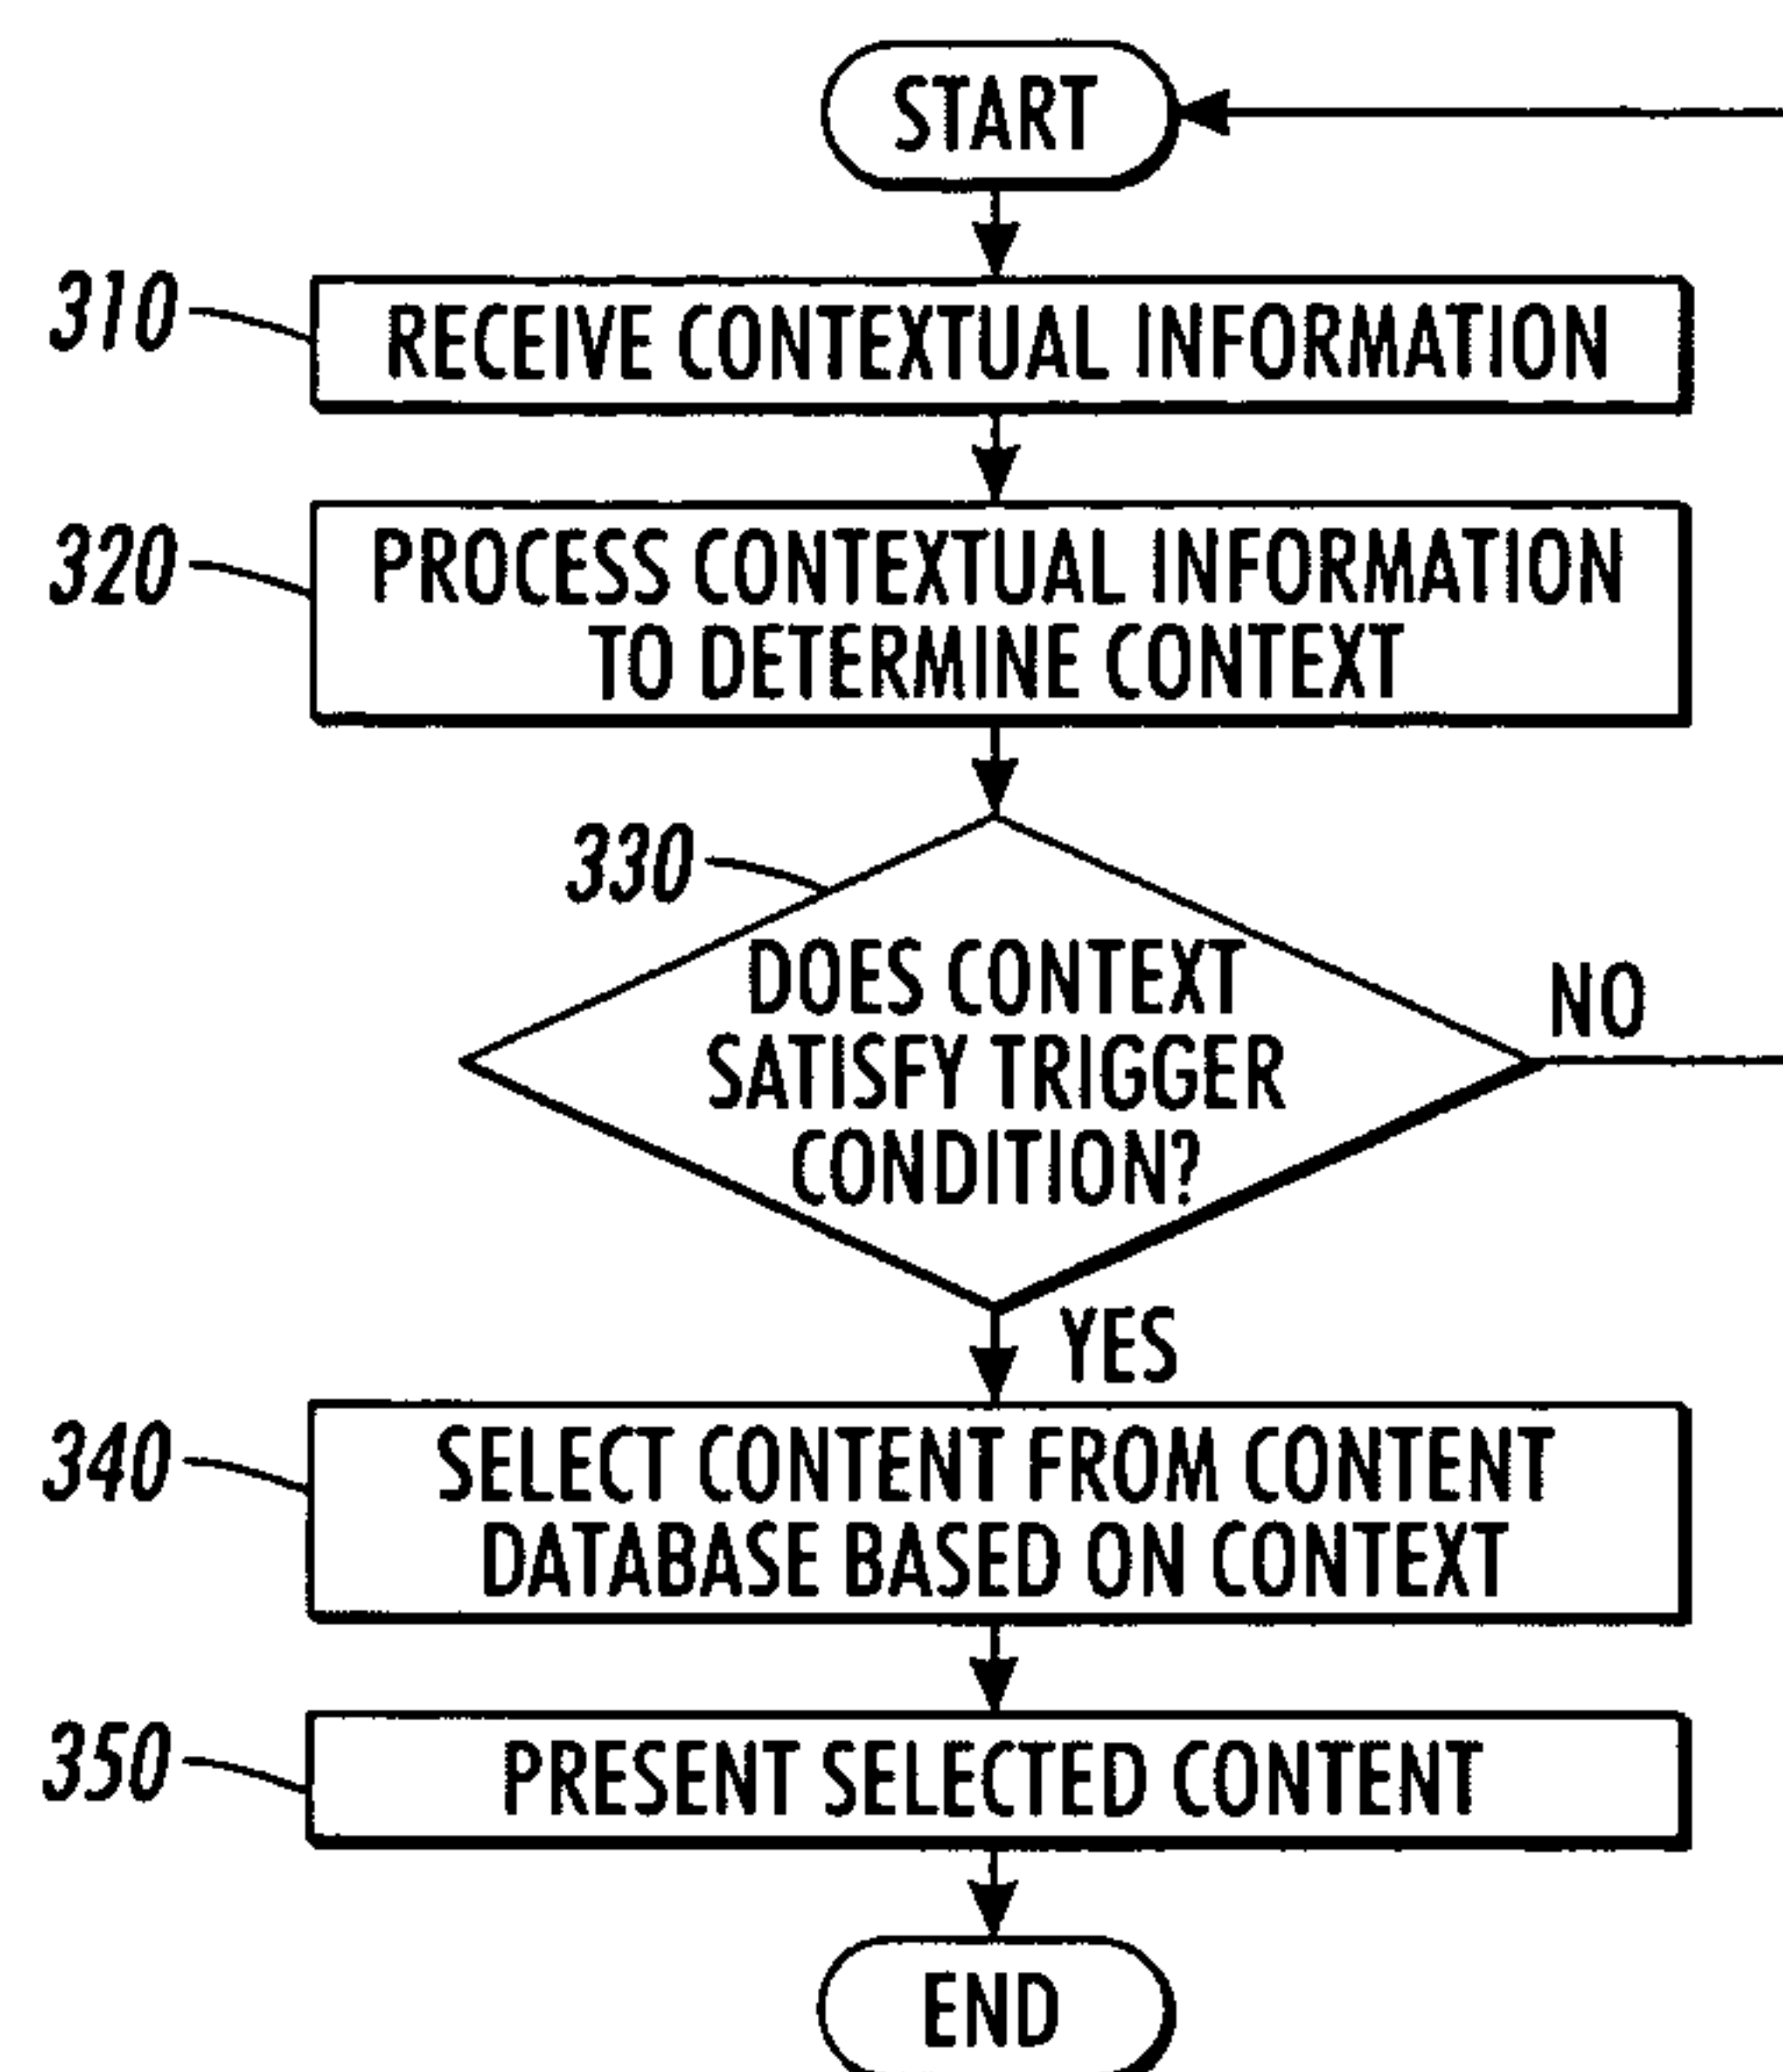 START
310
RECEIVE CONTEXTUAL INFORMATION
320
PROCESS CONTEXTUAL INFORMATION
TO DETERMINE CONTEXT
330
DOES CONTEXT
SATISFY TRIGGER
CONDITION?
NO
YES
340
SELECT CONTENT FROM CONTENT
DATABASE BASED ON CONTEXT
350
PRESENT SELECTED CONTENT
END